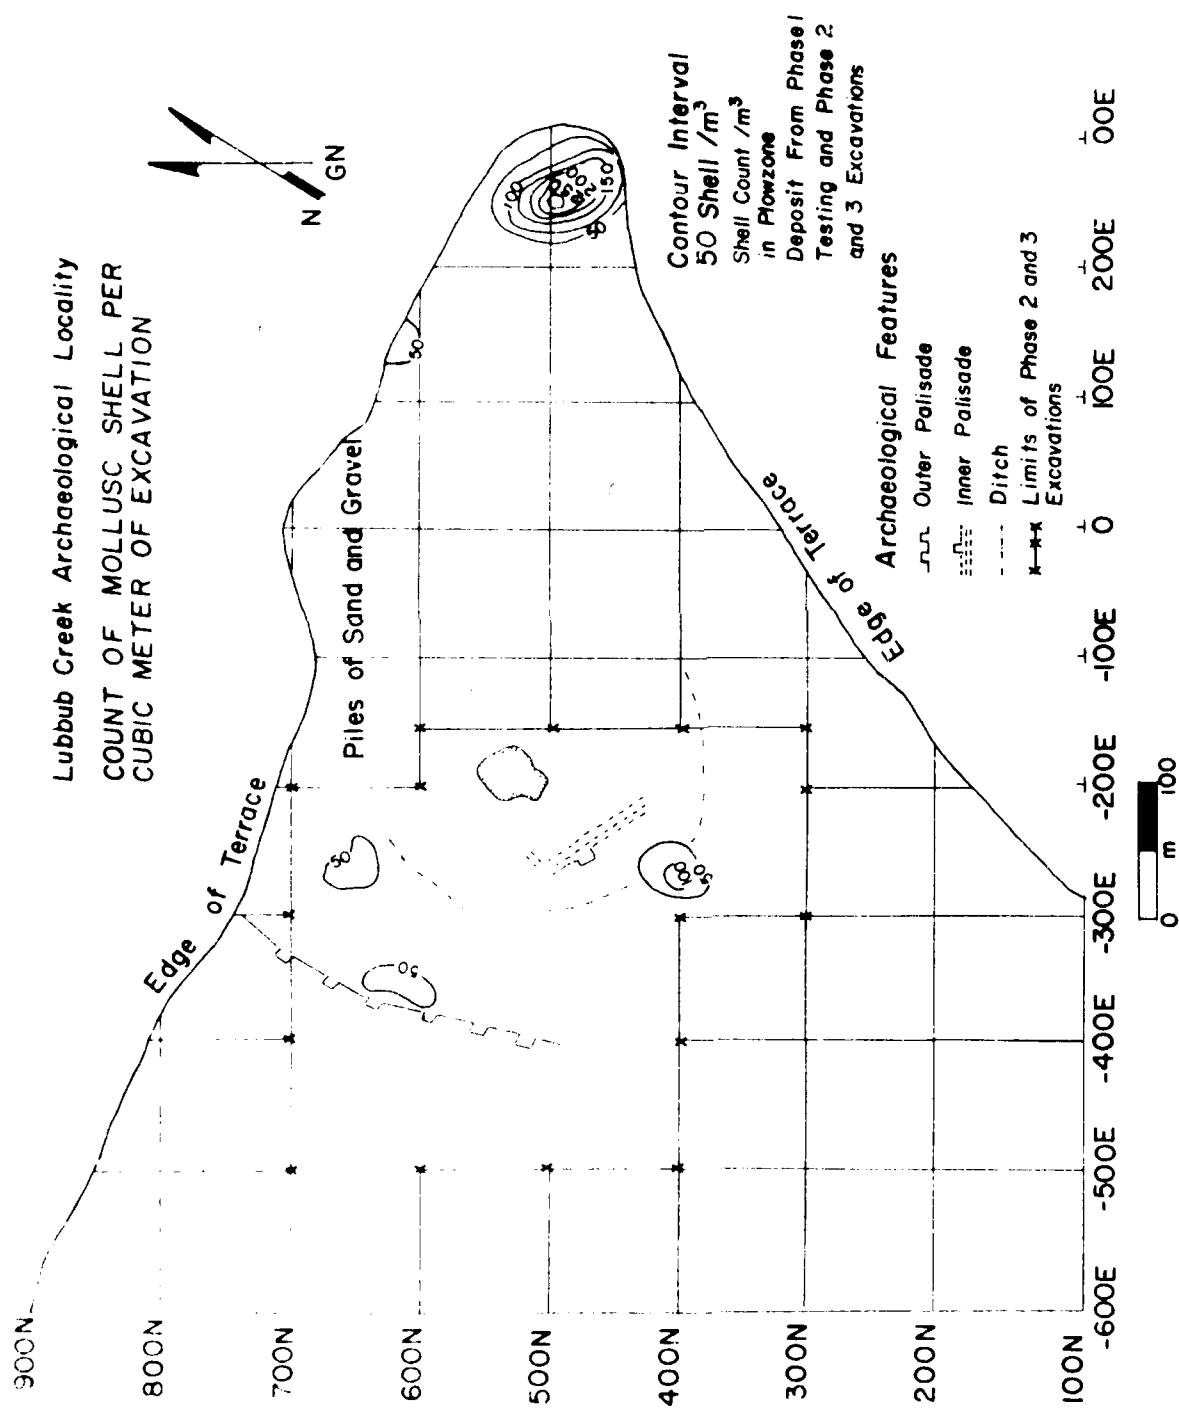 Lubbub Creek Archaeological Locality
COUNT OF MOLLUSC SHELL PER
CUBIC METER OF EXCAVATION
N
GN
Edge of Terrace
Piles of Sand and Gravel
50
50
50
50
100
100
150
50
Edge of Terrace
Contour Interval
50 Shell /m³
Shell Count /m³
in Plowzone
Deposit From Phase 1
Testing and Phase 2
and 3 Excavations
Archaeological Features
Outer Palisade
Inner Palisade
Ditch
Limits of Phase 2 and 3
Excavations
900N
800N
700N
600N
500N
400N
300N
200N
100N
-600E
-500E
-400E
-300E
-200E
-100E
0
100E
200E
00E
0 m 100